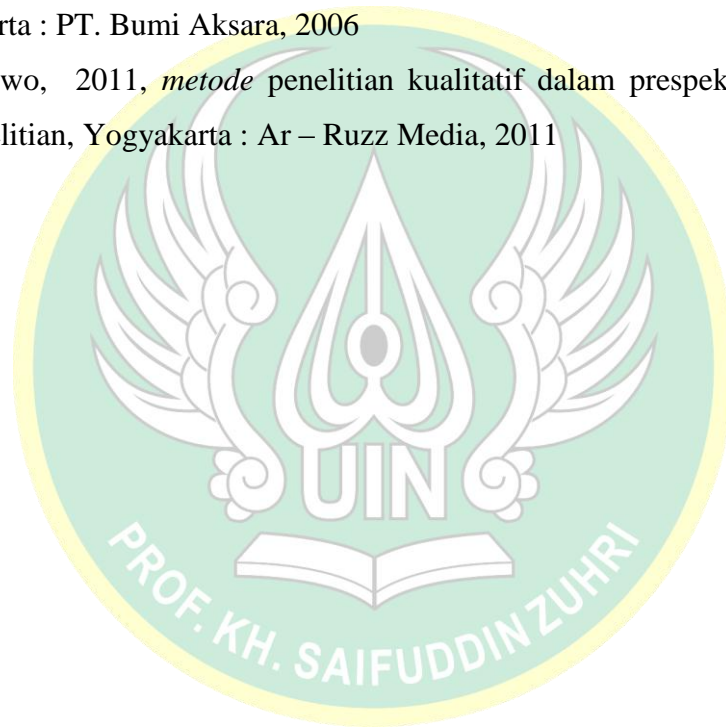 rta : PT. Bumi Aksara, 2006
wo, 2011, metode penelitian kualitatif dalam prespek
litian, Yogyakarta : Ar – Ruzz Media, 2011
UIN
PROF. KH. SAIFUDDIN ZUHRI